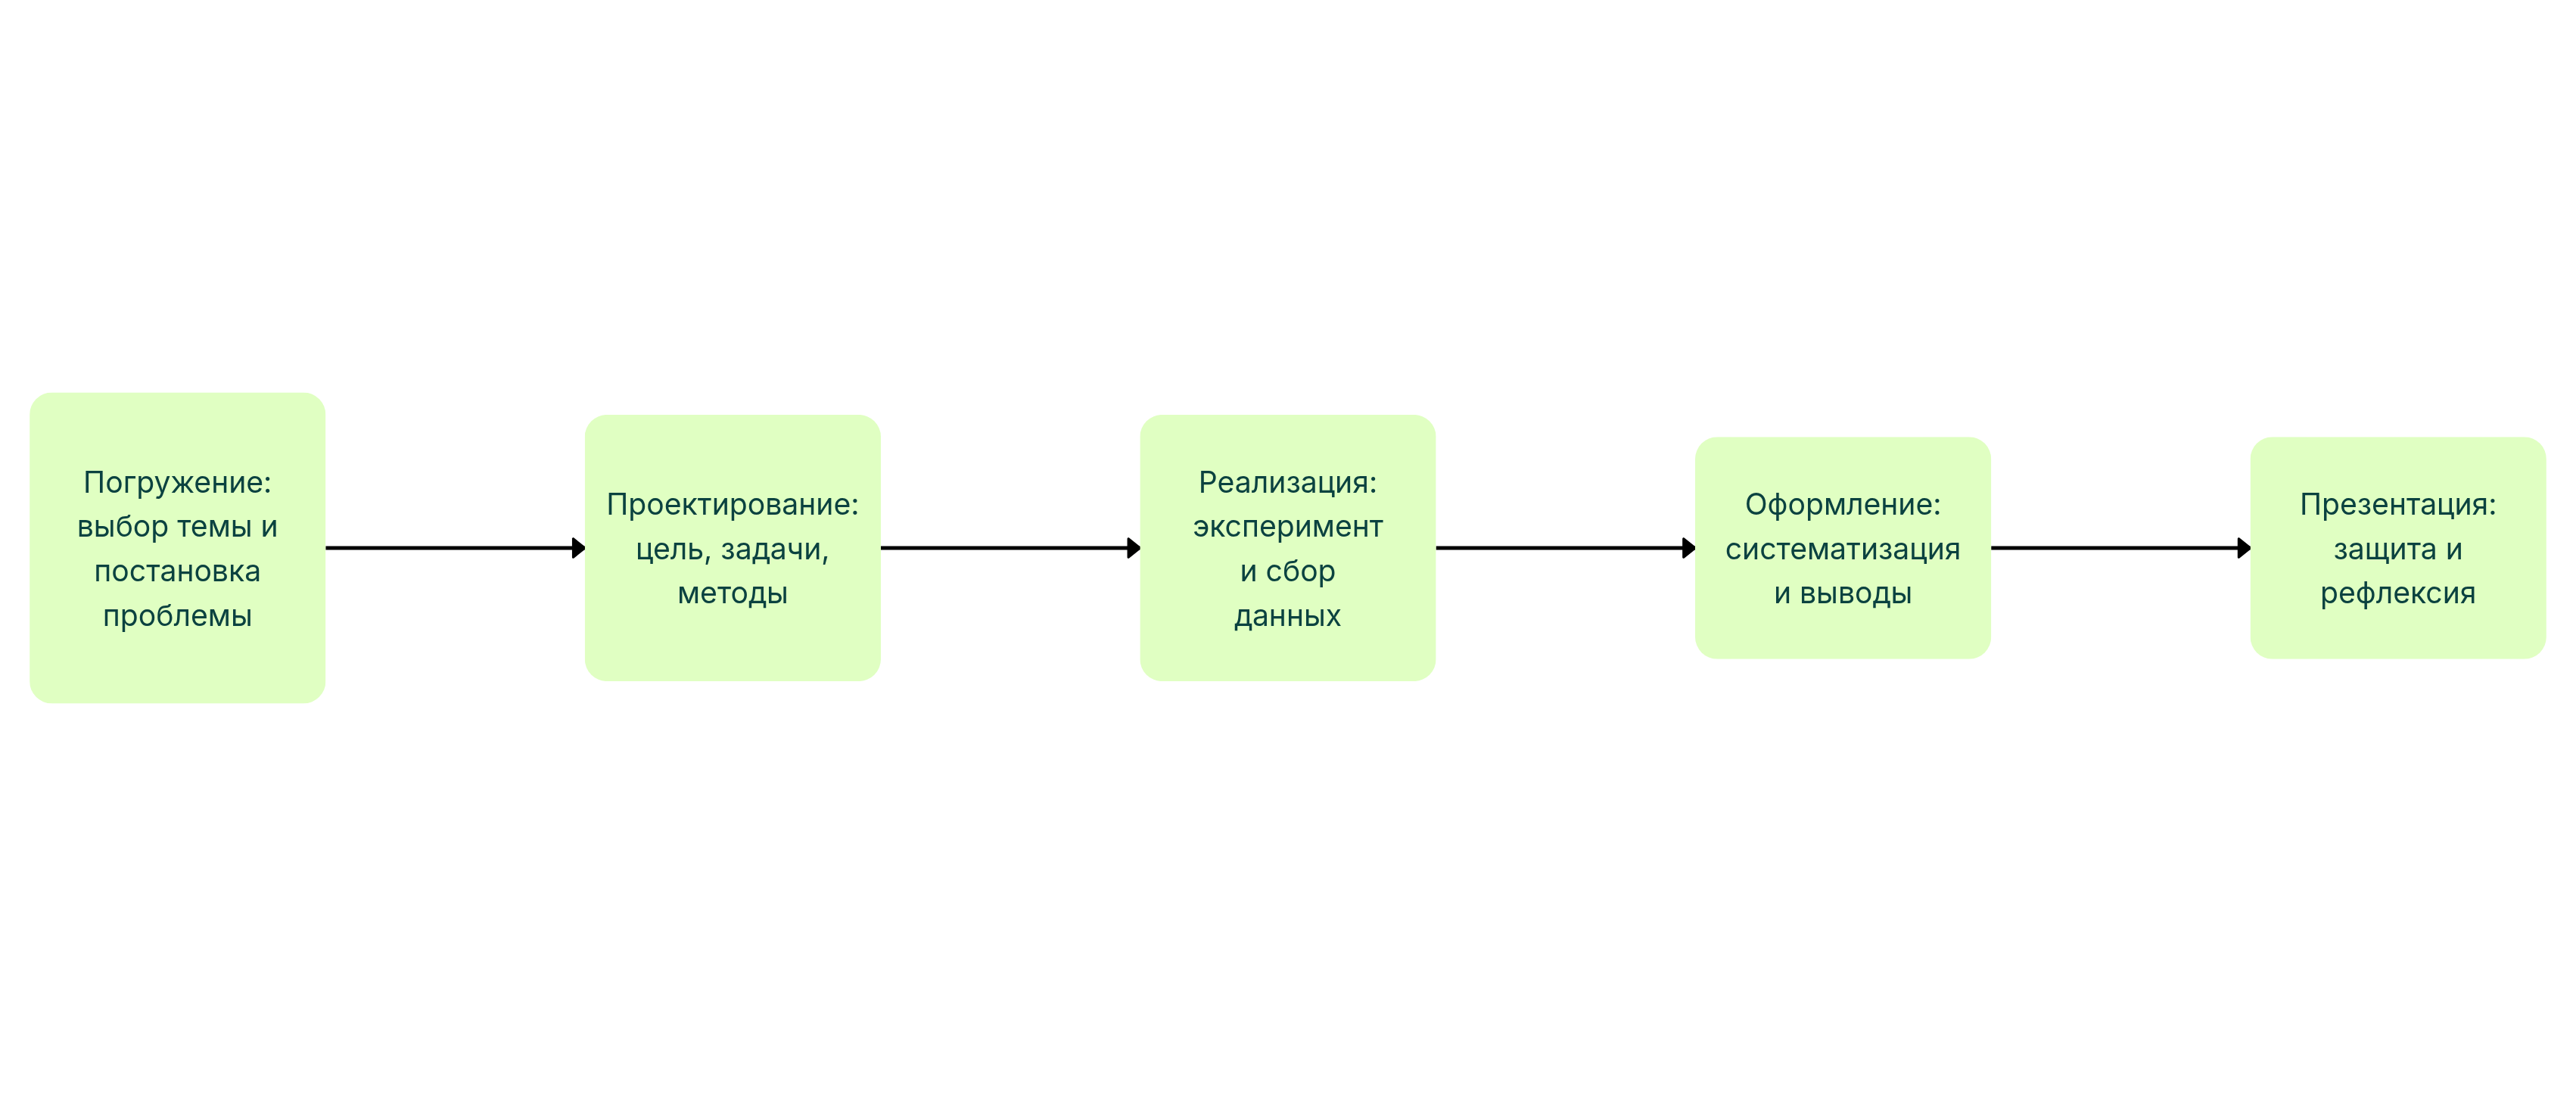 Погружение:
выбор темы и
постановка
проблемы
Проектирование:
цель, задачи,
методы
Реализация:
эксперимент
и сбор
данных
Оформление:
систематизация
и выводы
Презентация:
защита и
рефлексия